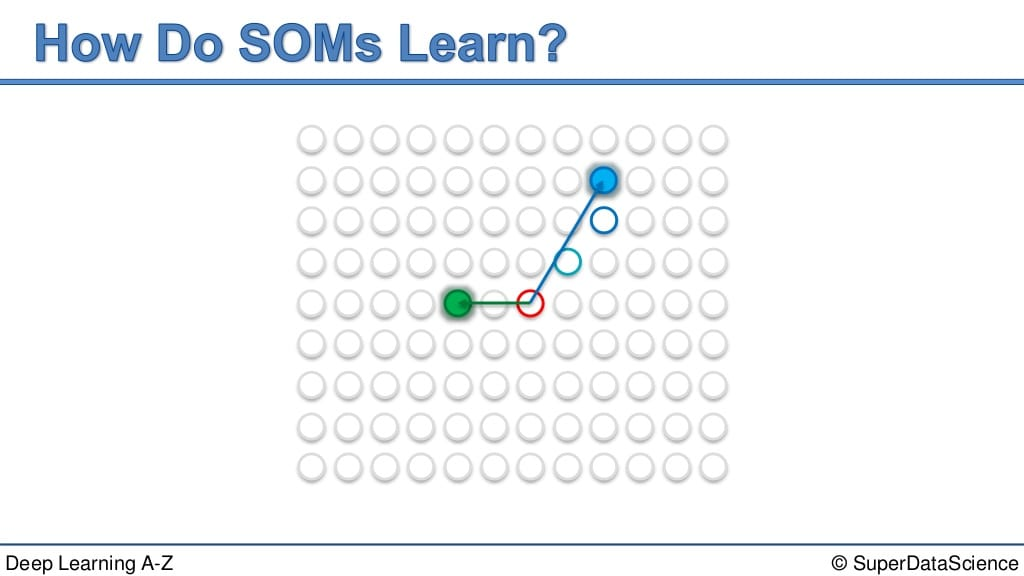 How Do SOMs Learn?
Deep Learning A-Z
© SuperDataScience